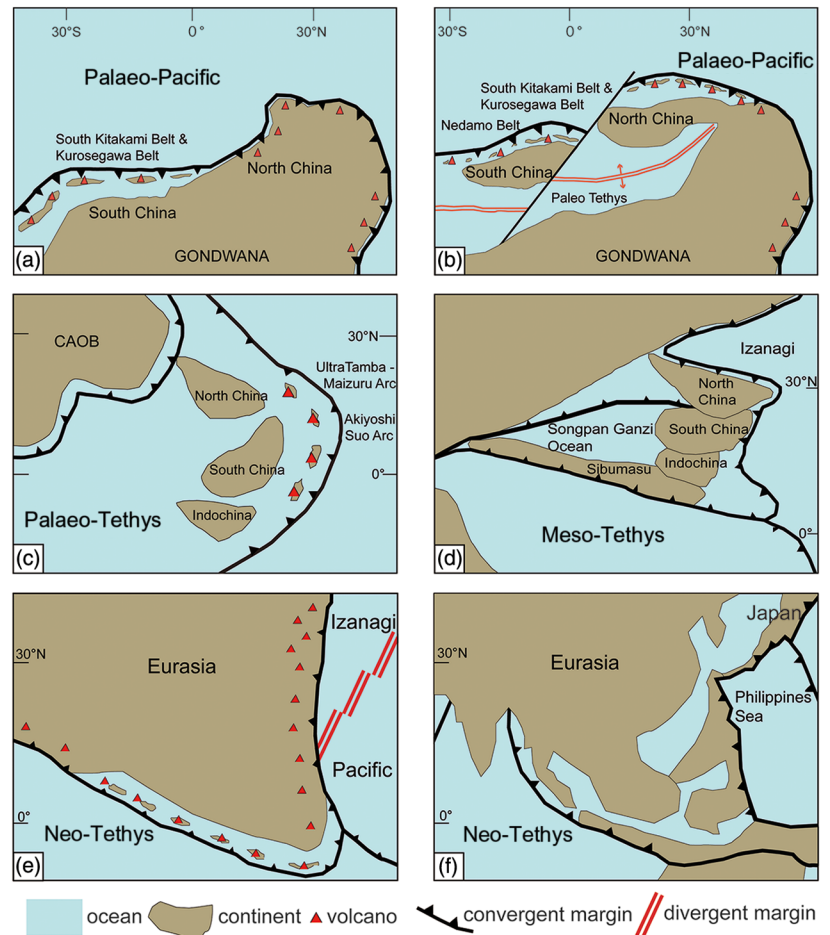 30°S 0° 30°N
Palaeo-Pacific
South Kitakami Belt &
Kurosegawa Belt
North China
South China
GONDWANA
(a)
30°S 0° 30°N
Palaeo-Pacific
South Kitakami Belt &
Kurosegawa Belt
Nedamo Belt
North China
South China
Paleo Tethys
GONDWANA
(b)
CAOB
30°N
UltraTamba -
Maizuru Arc
North China
Akiyoshi
Suo Arc
South China
0°
Indochina
Palaeo-Tethys
(c)
Izanagi
30°N
North
China
Songpan Ganzi
Ocean
South China
Sibumasu
Indochina
Meso-Tethys
0°
(d)
Izanagi
30°N
Eurasia
Pacific
0°
Neo-Tethys
(e)
Japan
30°N
Eurasia
Philippines
Sea
0°
Neo-Tethys
(f)
ocean continent volcano convergent margin divergent margin